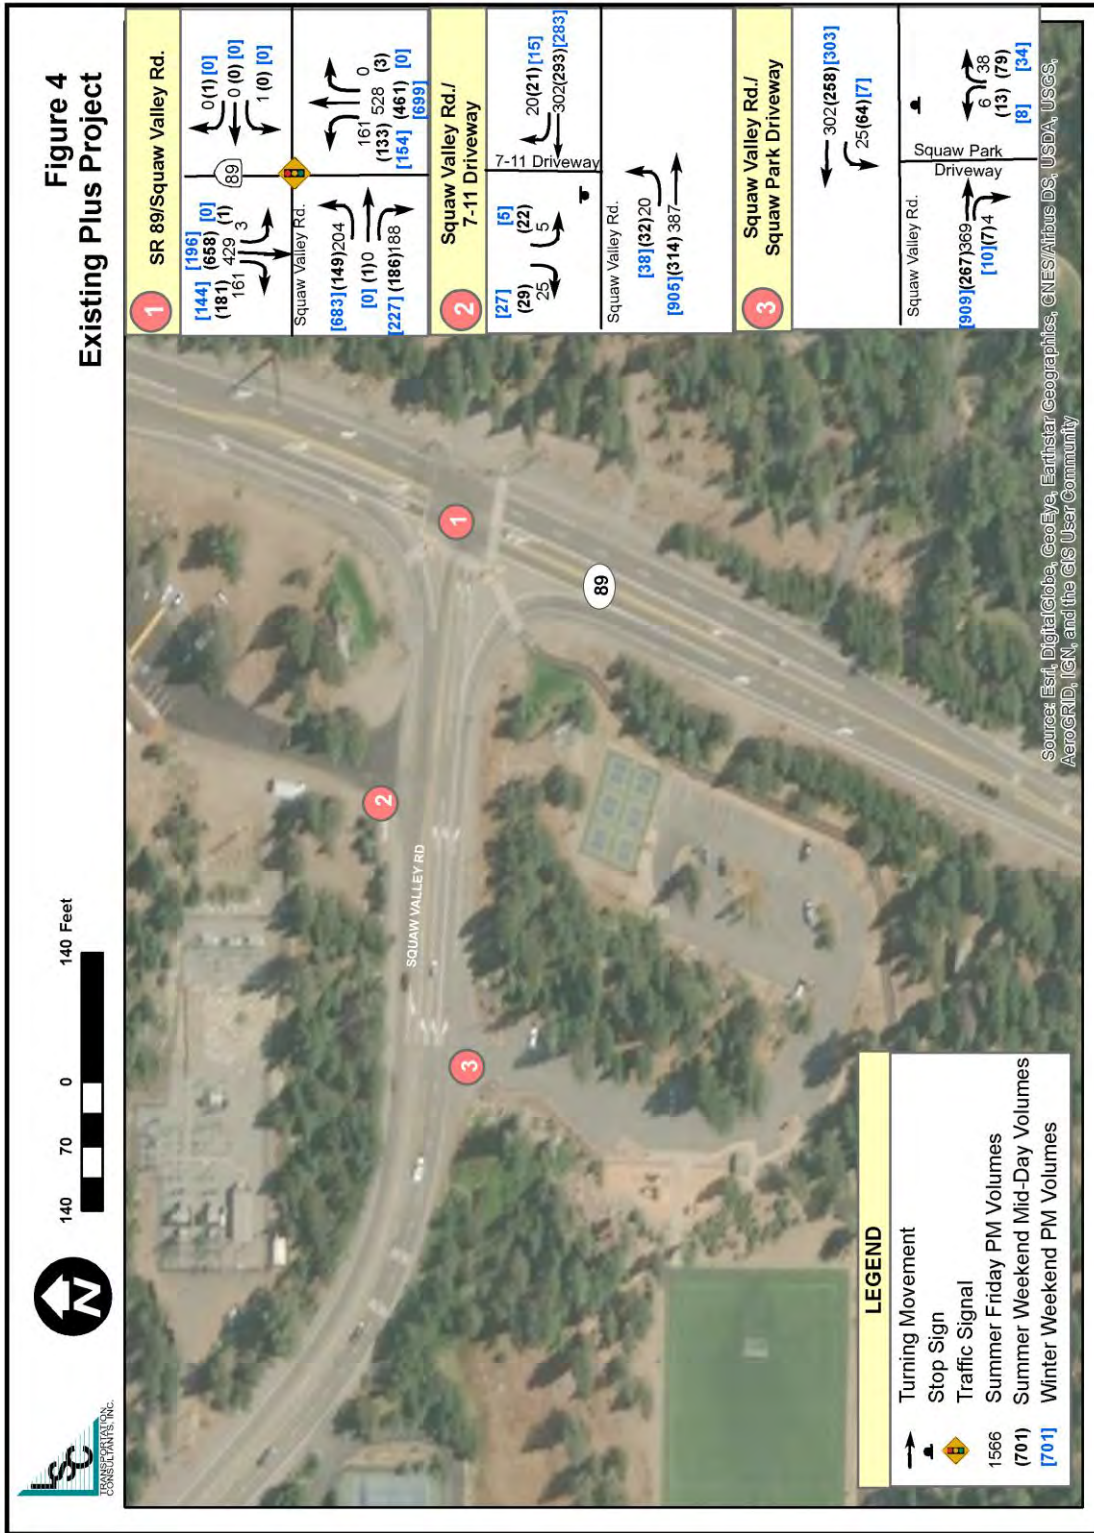 LSC
TRANSPORTATION
CONSULTANTS, INC.
N
140 70 0 140 Feet
Figure 4
Existing Plus Project
1
SR 89/Squaw Valley Rd.
[144] [196] [0]
(181) (658) (1)
161 429 3
89
0(1) [0]
0 (0) [0]
1 (0) [0]
Squaw Valley Rd.
[683](149)204
[0] (1)0
[227] (189)188
161 528 0
(133) (461) (3)
[154] [699] [0]
2
Squaw Valley Rd./
7-11 Driveway
[27] [5]
(29) (22)
25 5
7-11 Driveway
20(21) [15]
302(293)[283]
Squaw Valley Rd.
[38](32)20
[905](314) 387
3
Squaw Valley Rd./
Squaw Park Driveway
302(258)[303]
25(64)[7]
Squaw Valley Rd.
[909](267)369
[10](7)4
Squaw Park
Driveway
6 38
(13) (79)
[8] [34]
1
2
3
SQUAW VALLEY RD
89
LEGEND
Turning Movement
Stop Sign
Traffic Signal
1566 Summer Friday PM Volumes
(701) Summer Weekend Mid-Day Volumes
[701] Winter Weekend PM Volumes
Source: Esri, DigitalGlobe, GeoEye, Earthstar Geographics, CNES/Airbus DS, USDA, USGS,
AeroGRID, IGN, and the GIS User Community